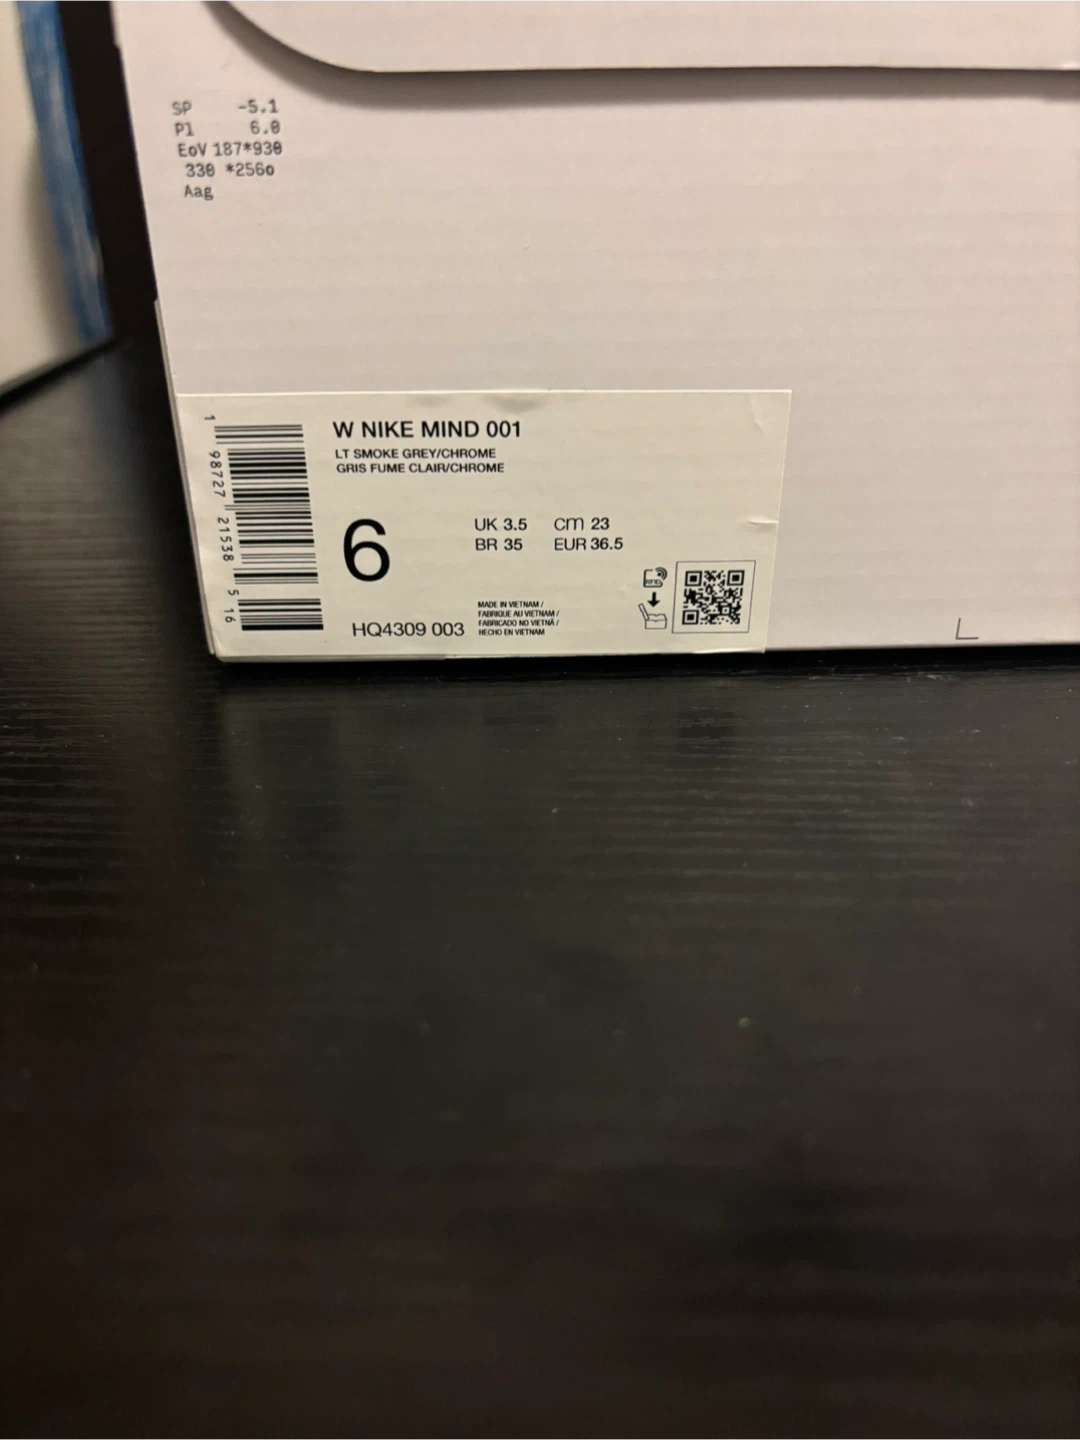 SP -5.1
Pl 6.0
EoV 187*930
330 *256o
Aag
W NIKE MIND 001
LT SMOKE GREY/CHROME
GRIS FUME CLAIR/CHROME
6
UK 3.5 cm 23
BR 35 EUR 36.5
HQ4309 003
MADE IN VIETNAM /
FABRIQUE AU VIETNAM /
FABRICADO NO VIETNÃ /
HECHO EN VIETNAM
1 98727 21538 5 16